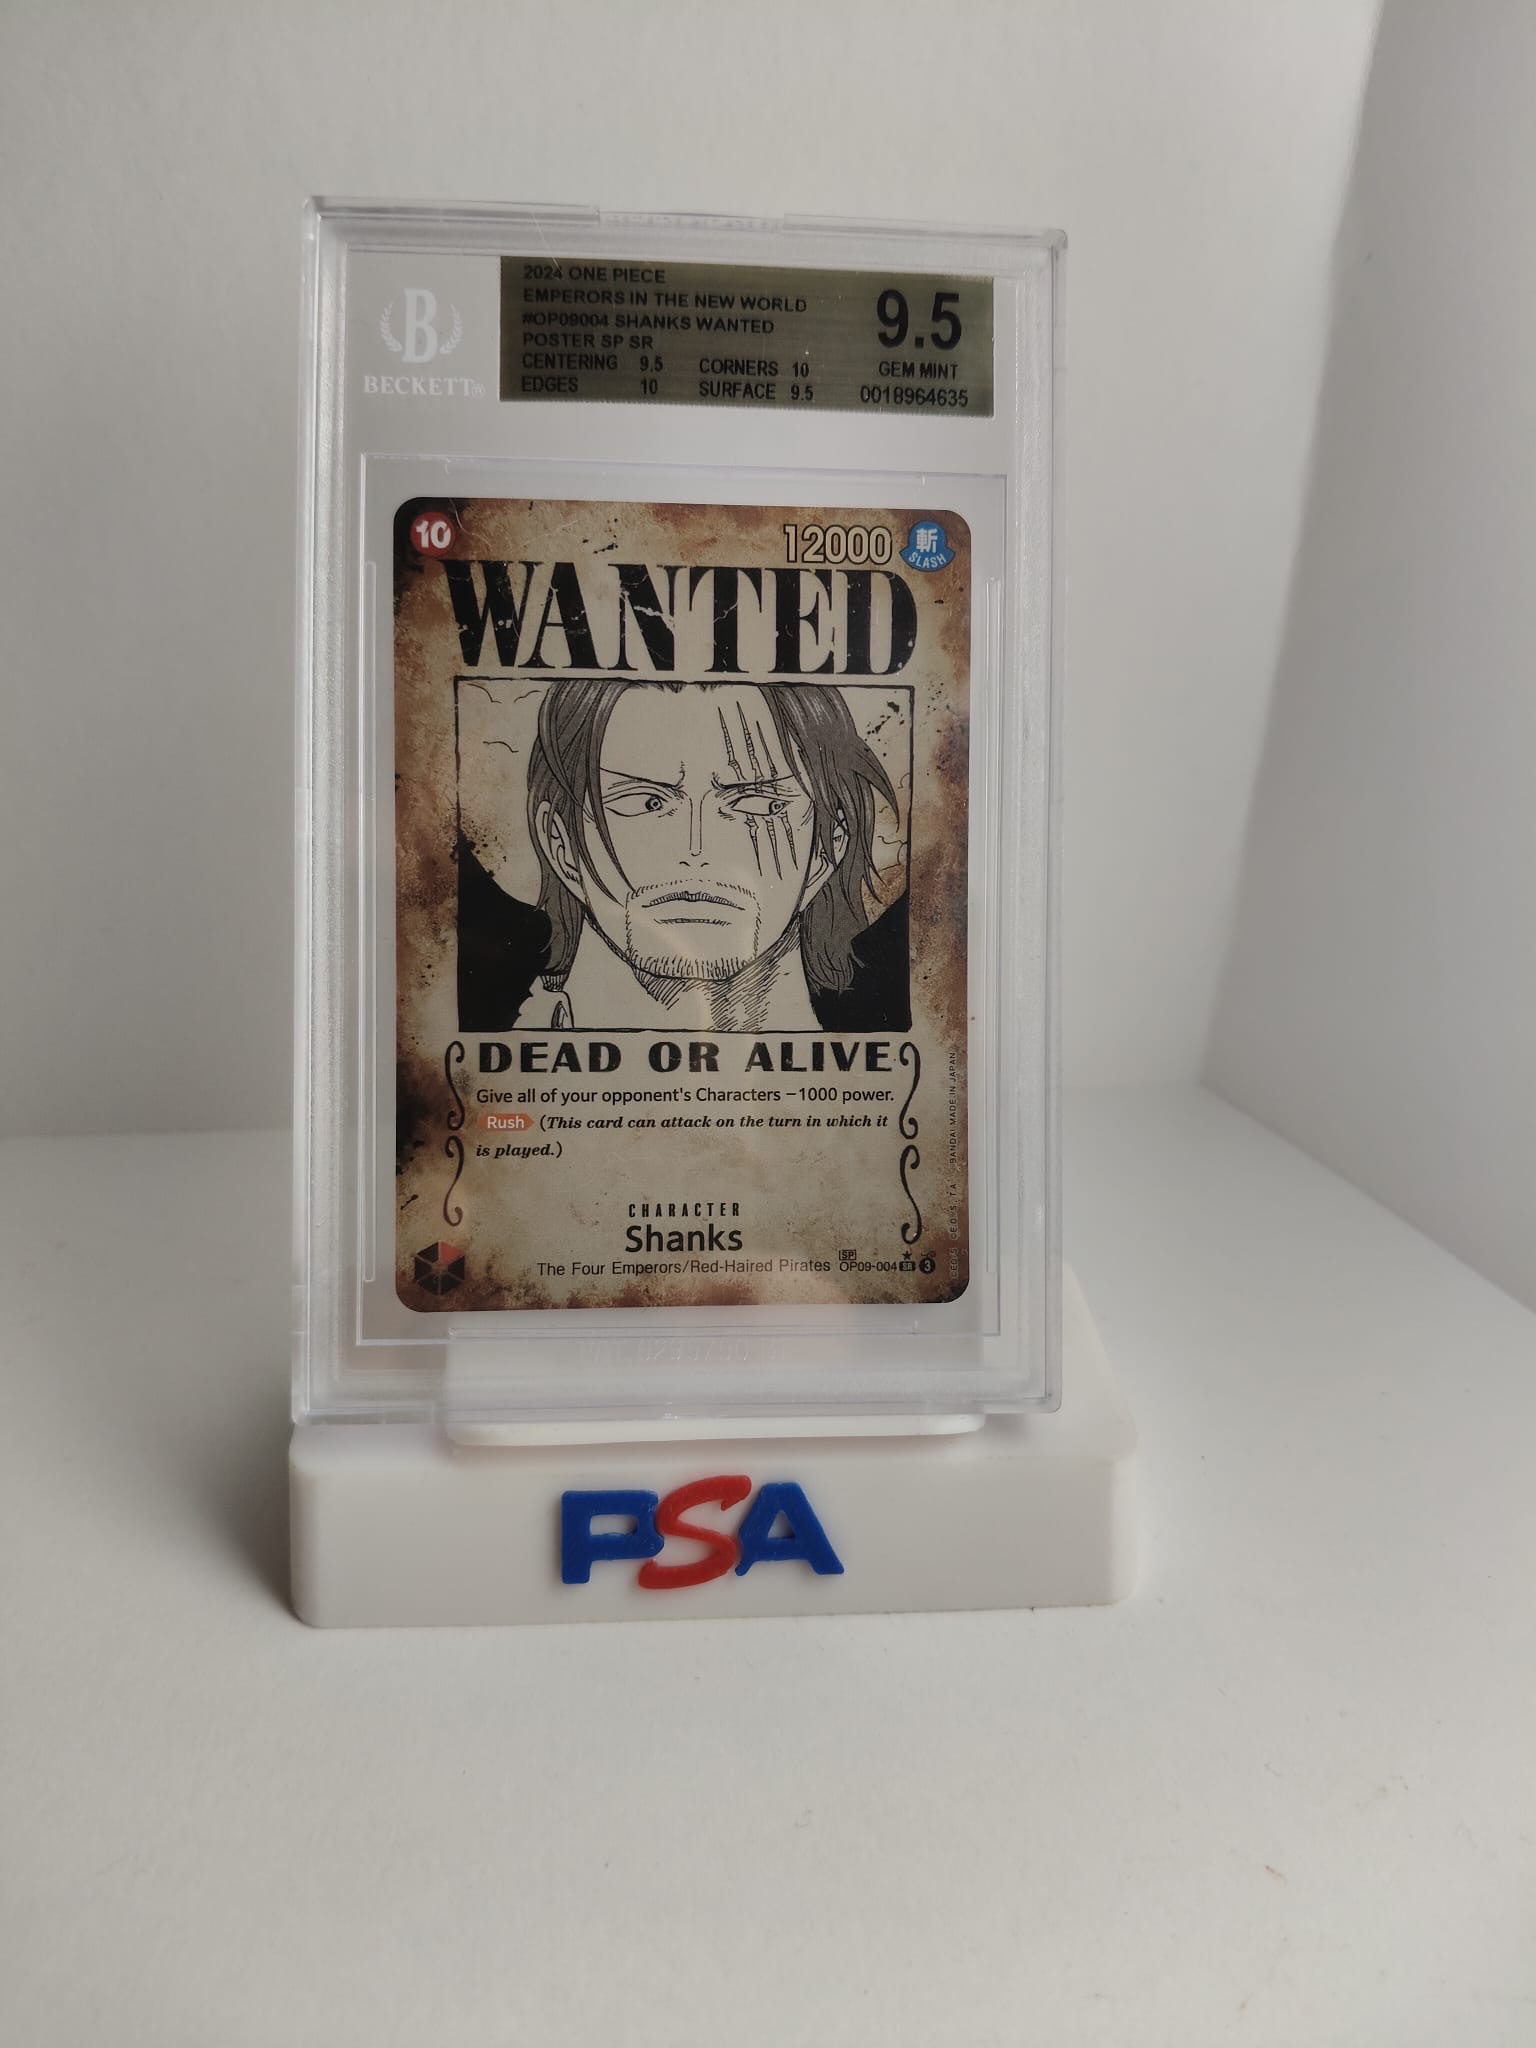 B
BECKETT®
2024 ONE PIECE
EMPERORS IN THE NEW WORLD
#OP09004 SHANKS WANTED
POSTER SP SR
CENTERING 9.5 CORNERS 10
EDGES 10 SURFACE 9.5
9.5
GEM MINT
0018964635
10
12000
斬
SLASH
WANTED
DEAD OR ALIVE
Give all of your opponent's Characters −1000 power.
Rush (This card can attack on the turn in which it
is played.)
CHARACTER
Shanks
The Four Emperors/Red-Haired Pirates
SP
OP09-004 SR 3
BANDAI MADE IN JAPAN
PSA